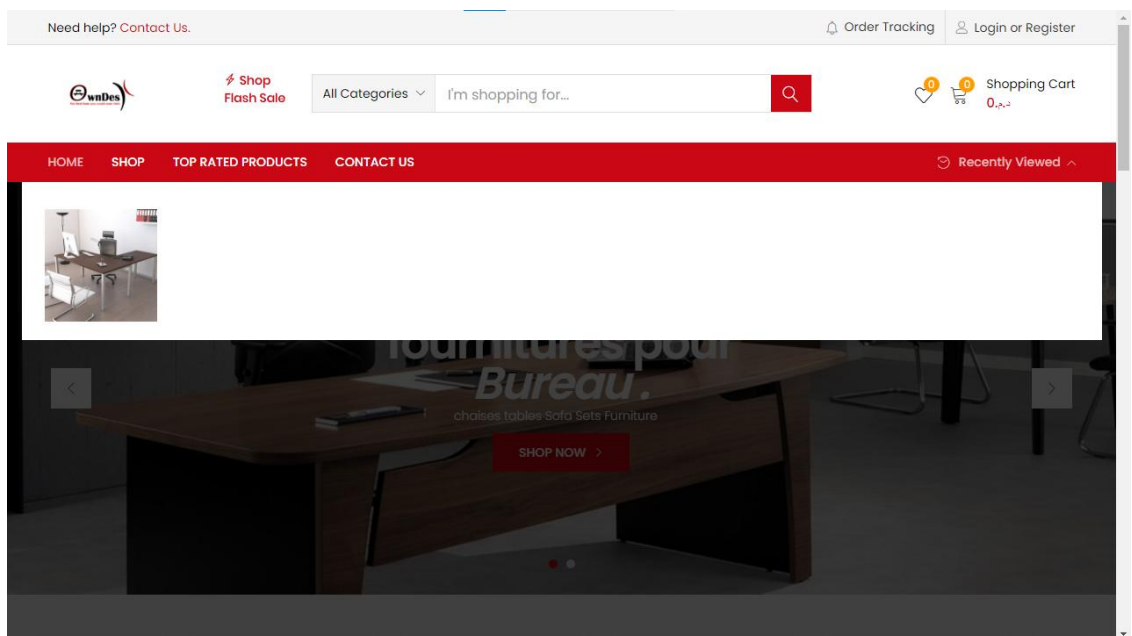 Need help? Contact Us.
Order Tracking
Login or Register
OwnDes
Shop
Flash Sale
All Categories
I'm shopping for...
0
0
Shopping Cart
0د.م.
HOME
SHOP
TOP RATED PRODUCTS
CONTACT US
Recently Viewed
fournitures pour
Bureau .
chaises tables Sofa Sets Furniture
SHOP NOW